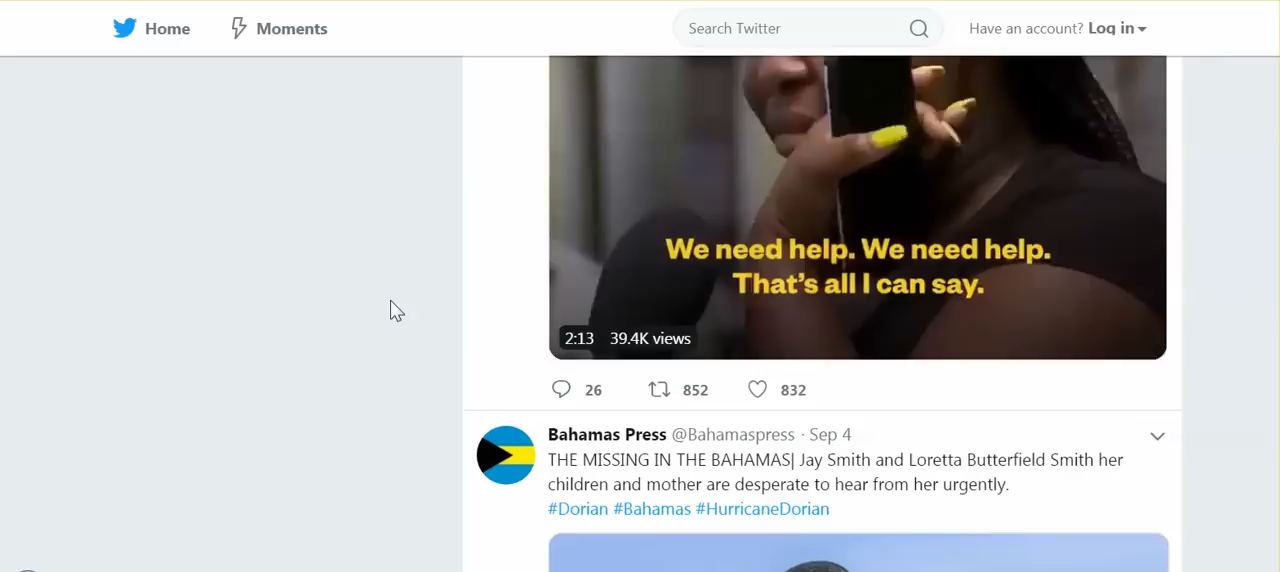 Home
Moments
Search Twitter
Have an account? Log in
We need help. We need help.
That's all I can say.
2:13 39.4K views
26 852 832
Bahamas Press @Bahamaspress · Sep 4
THE MISSING IN THE BAHAMAS| Jay Smith and Loretta Butterfield Smith her
children and mother are desperate to hear from her urgently.
#Dorian #Bahamas #HurricaneDorian